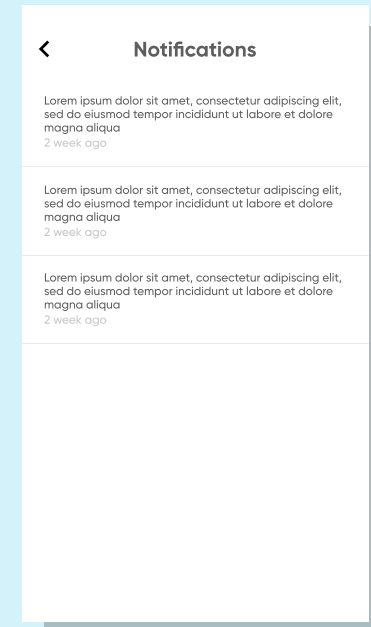 Notifications
Lorem ipsum dolor sit amet, consectetur adipiscing elit,
sed do eiusmod tempor incididunt ut labore et dolore
magna aliqua
2 week ago
Lorem ipsum dolor sit amet, consectetur adipiscing elit,
sed do eiusmod tempor incididunt ut labore et dolore
magna aliqua
2 week ago
Lorem ipsum dolor sit amet, consectetur adipiscing elit,
sed do eiusmod tempor incididunt ut labore et dolore
magna aliqua
2 week ago